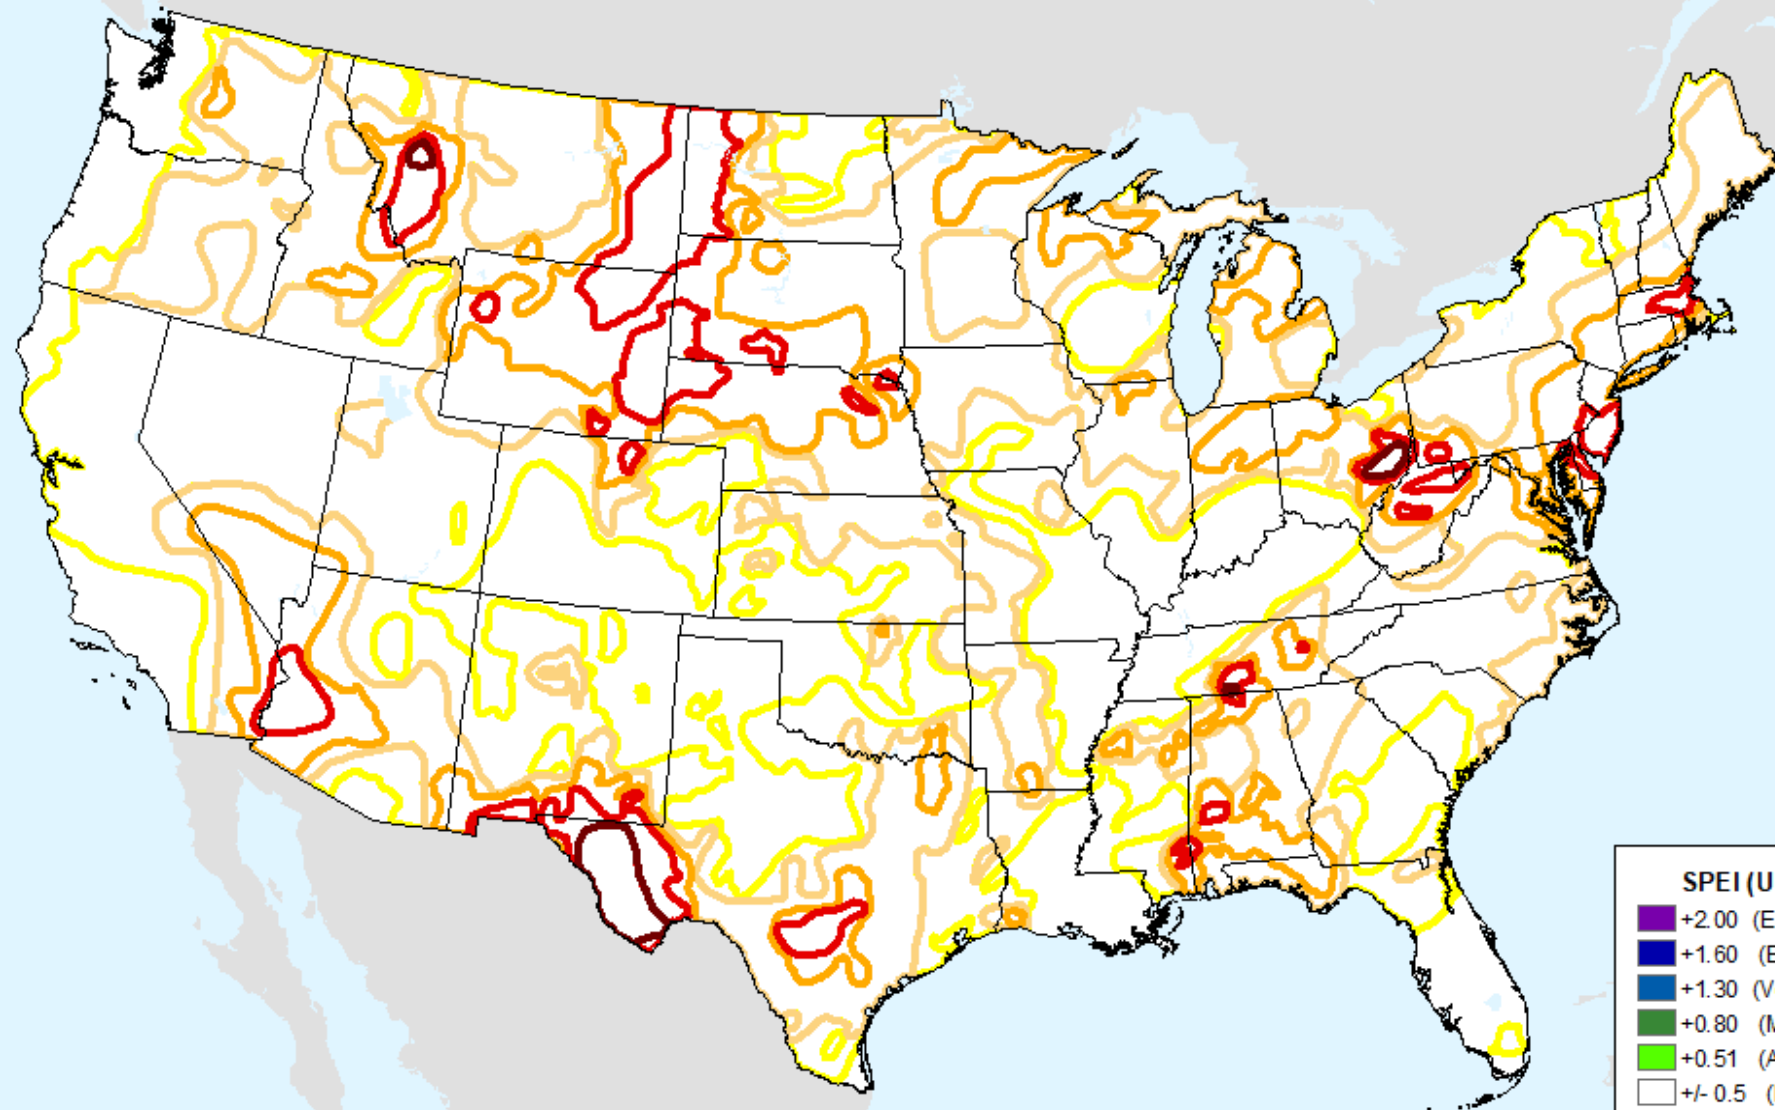 SPEI (U
+2.00 (E
+1.60 (E
+1.30 (V
+0.80 (M
+0.51 (A
+/- 0.5 (